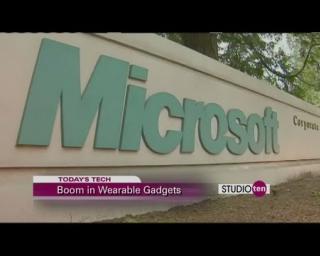 Microsoft
Corporate
TODAY'S TECH
Boom in Wearable Gadgets
STUDIO ten